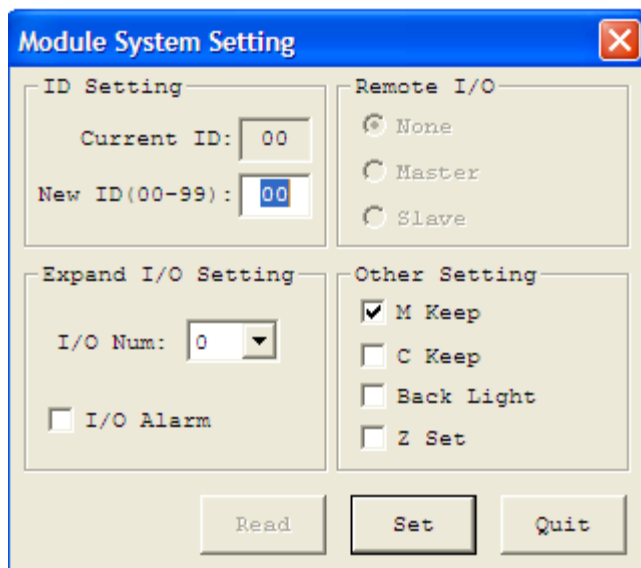 Module System Setting
ID Setting
Current ID: 00
New ID(00-99): 00
Remote I/O
None
Master
Slave
Expand I/O Setting
I/O Num: 0
I/O Alarm
Other Setting
M Keep
C Keep
Back Light
Z Set
Read Set Quit